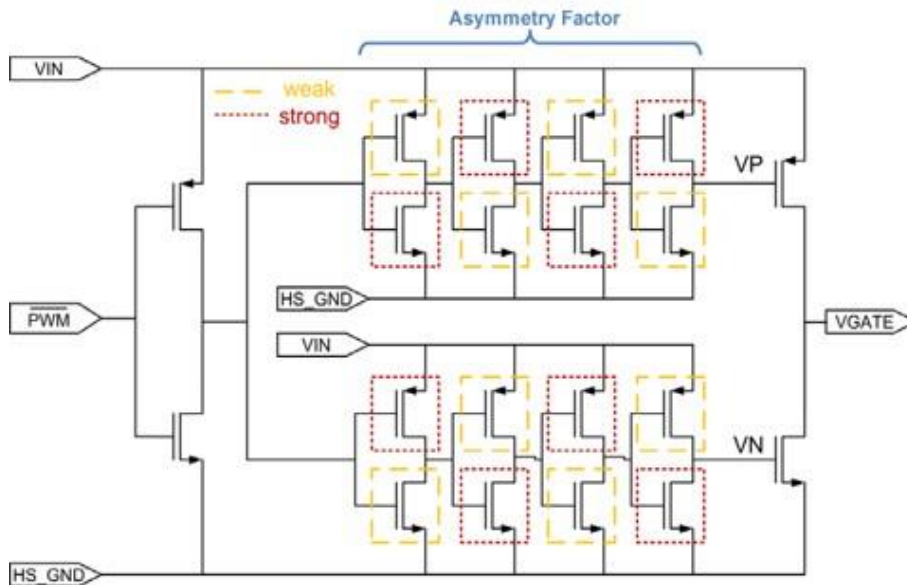 Asymmetry Factor
VIN
weak
strong
VP
HS_GND
PWM
VGATE
VIN
VN
HS_GND